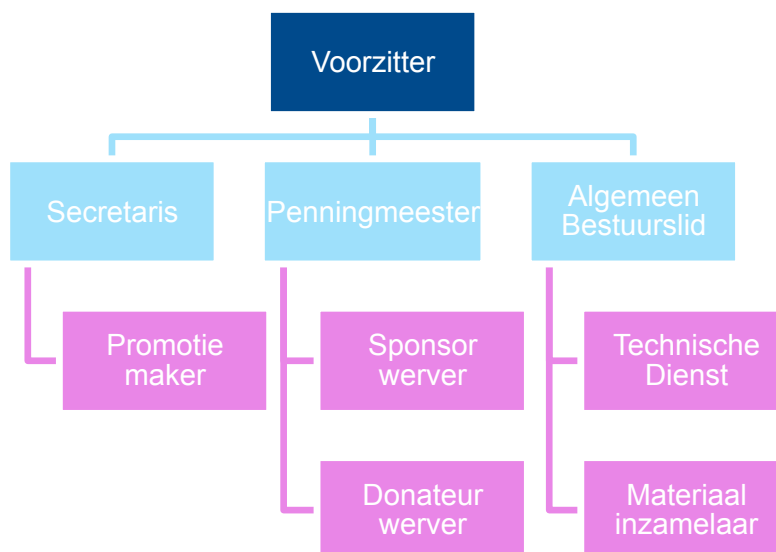 Voorzitter
Secretaris
Penningmeester
Algemeen
Bestuurslid
Promotie
maker
Sponsor
werver
Technische
Dienst
Donateur
werver
Materiaal
inzamelaar